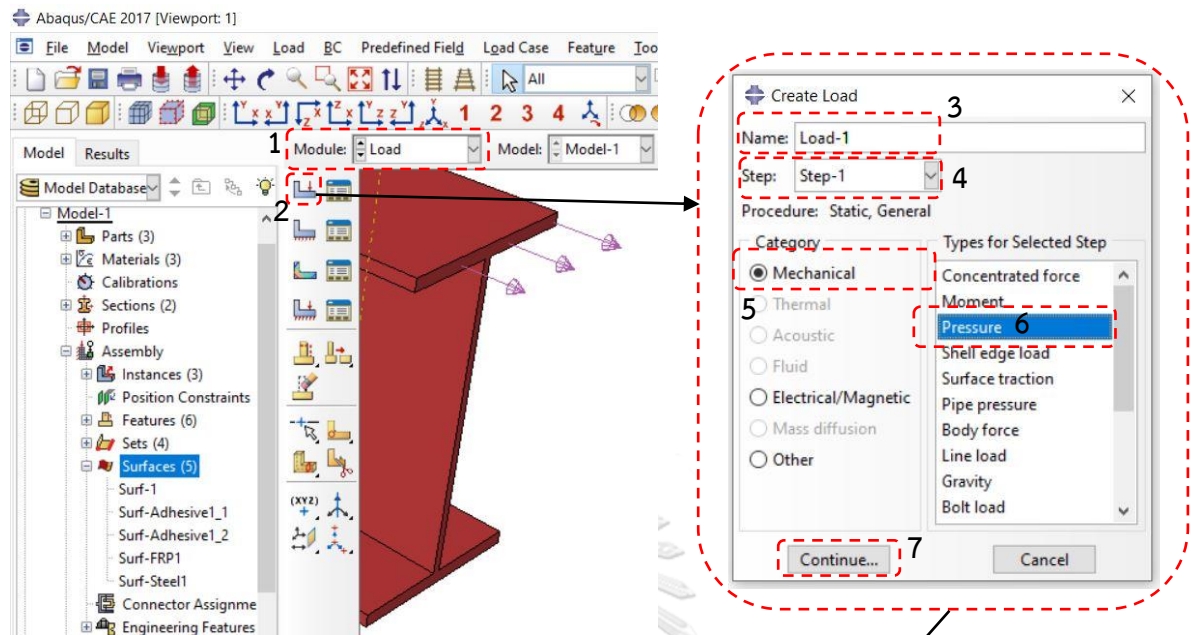 Abaqus/CAE 2017 [Viewport: 1]
File Model Viewport View Load BC Predefined Field Load Case Feature Too
All
1 2 3 4
Model Results
1 Module: Load Model: Model-1
Model Database
2
Model-1
Parts (3)
Materials (3)
Calibrations
Sections (2)
Profiles
Assembly
Instances (3)
Position Constraints
Features (6)
Sets (4)
Surfaces (5)
Surf-1
Surf-Adhesive1_1
Surf-Adhesive1_2
Surf-FRP1
Surf-Steel1
Connector Assignme
Engineering Features
(XYZ)
Create Load
3
Name: Load-1
Step: Step-1 4
Procedure: Static, General
Category
Mechanical
5 Thermal
Acoustic
Fluid
Electrical/Magnetic
Mass diffusion
Other
Types for Selected Step
Concentrated force
Moment
Pressure 6
Shell edge load
Surface traction
Pipe pressure
Body force
Line load
Gravity
Bolt load
Continue... 7
Cancel